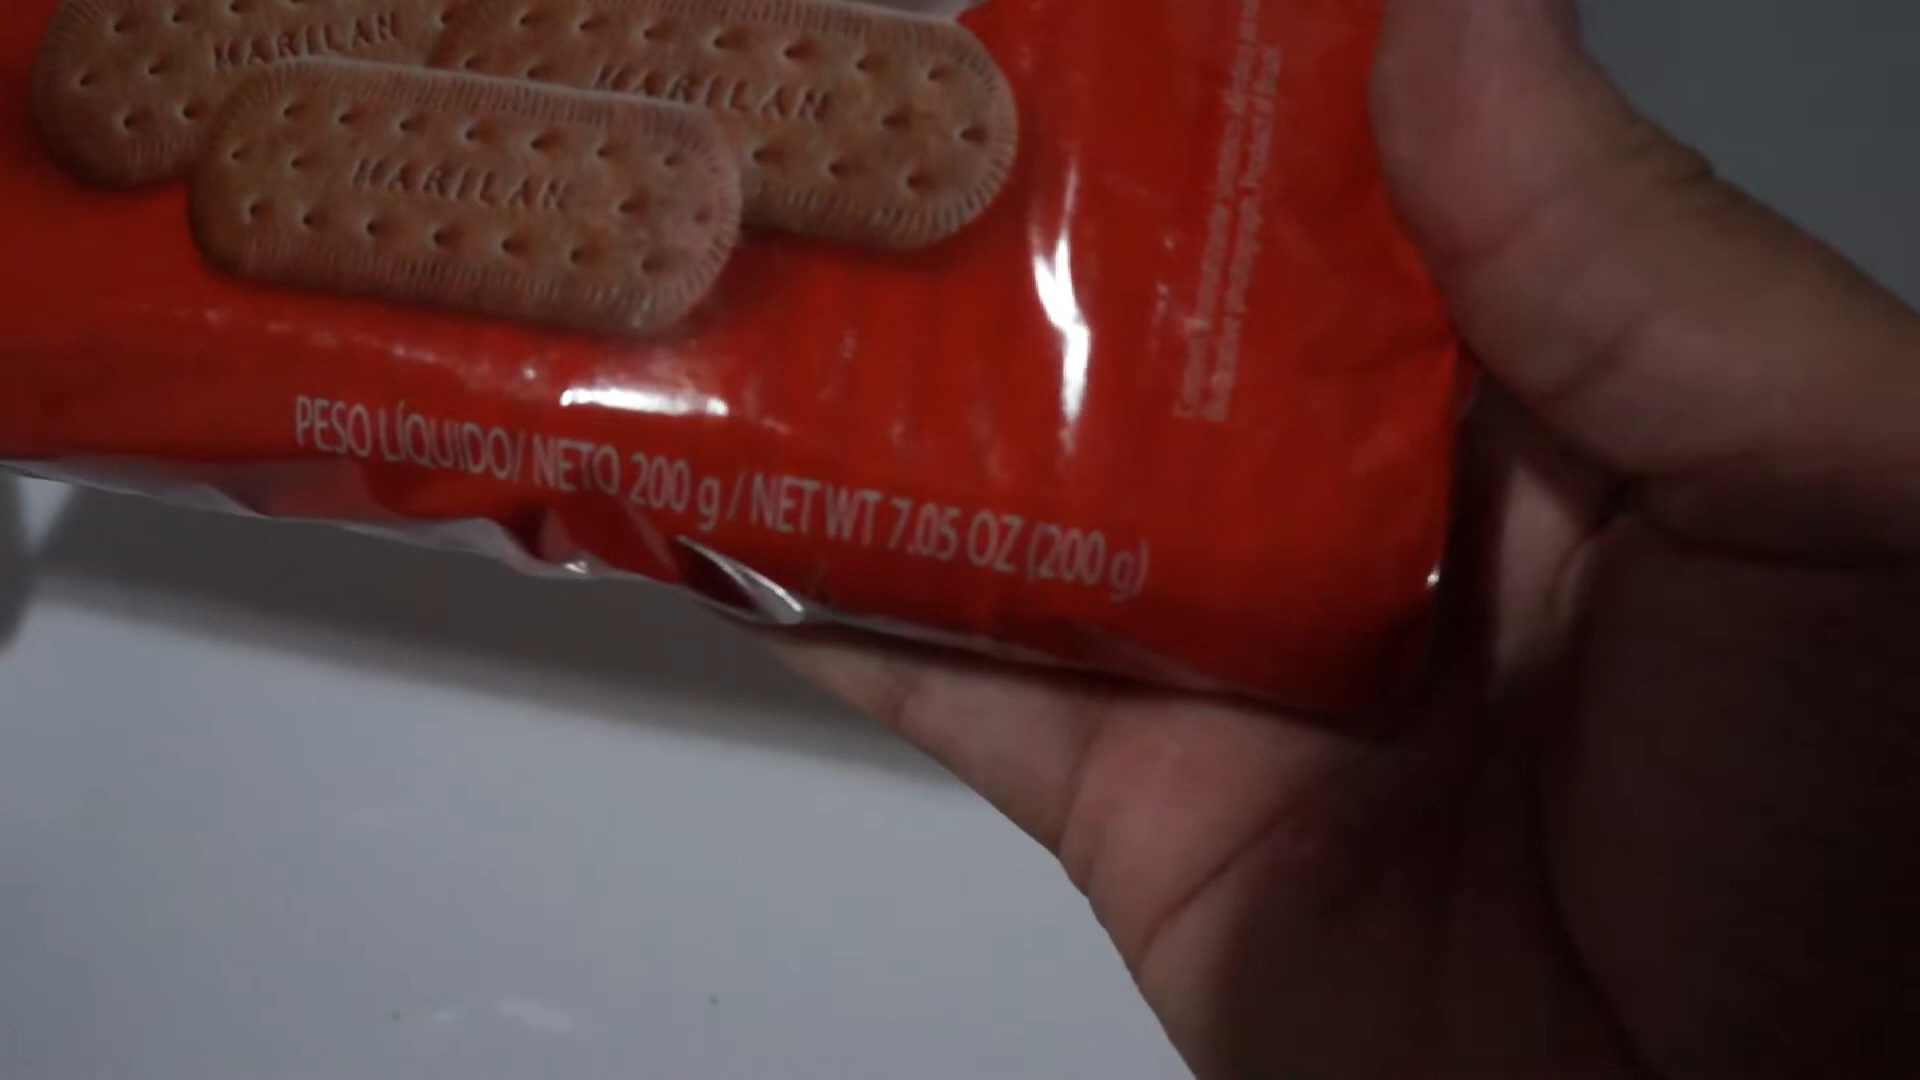 MARILAN
MARILAN
MARILAN
PESO LÍQUIDO/ NETO 200 g / NET WT 7.05 OZ (200 g)